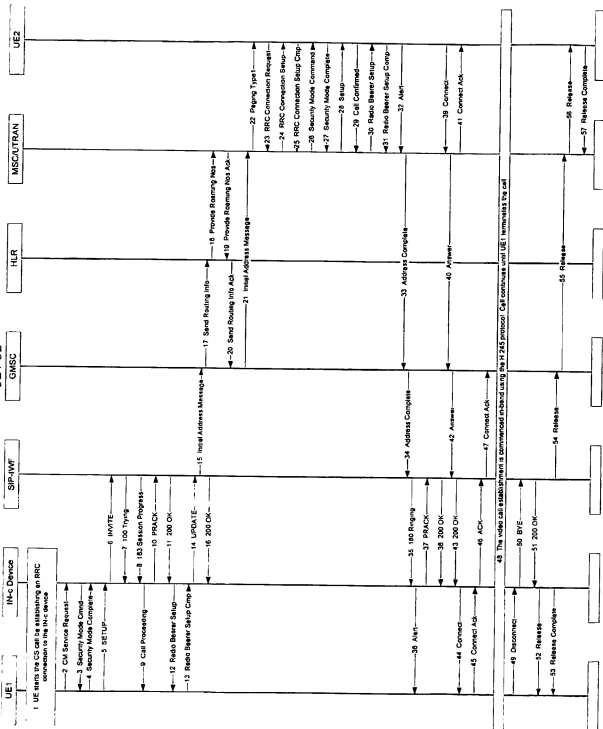 UE1
IN-c Device
SIP-IWF
GMSC
HLR
MSC/UTRAN
UE2
1 UE starts the CS call be establishing an RRC
connection to the IN-c device
2 CM Service Request
3 Security Mode Cmnd
4 Security Mode Complete
5 SETUP
6 INVITE
7 100 Trying
8 183 Session Progress
9 Call Proceeding
10 PRACK
11 200 OK
12 Radio Bearer Setup
13 Radio Bearer Setup Cmp
14 UPDATE
15 Initial Address Message
16 200 OK
17 Send Routing Info
18 Provide Roaming Nos
19 Provide Roaming Nos Ack
20 Send Routing Info Ack
21 Initial Address Message
22 Paging Type1
23 RRC Connection Request
24 RRC Connection Setup
25 RRC Connection Setup Cmp
26 Security Mode Command
27 Security Mode Complete
28 Setup
29 Call Confirmed
30 Radio Bearer Setup
31 Radio Bearer Setup Comp
32 Alert
33 Address Complete
34 Address Complete
35 180 Ringing
36 Alert
37 PRACK
38 200 OK
39 Connect
40 Answer
41 Connect Ack
42 Answer
43 200 OK
44 Connect
45 Connect Ack
46 ACK
47 Connect Ack
48 The video call establishment is commenced in-band using the H 245 protocol Call continues until UE1 terminates the call
49 Disconnect
50 BYE
51 200 OK
52 Release
53 Release Complete
54 Release
55 Release
56 Release
57 Release Complete